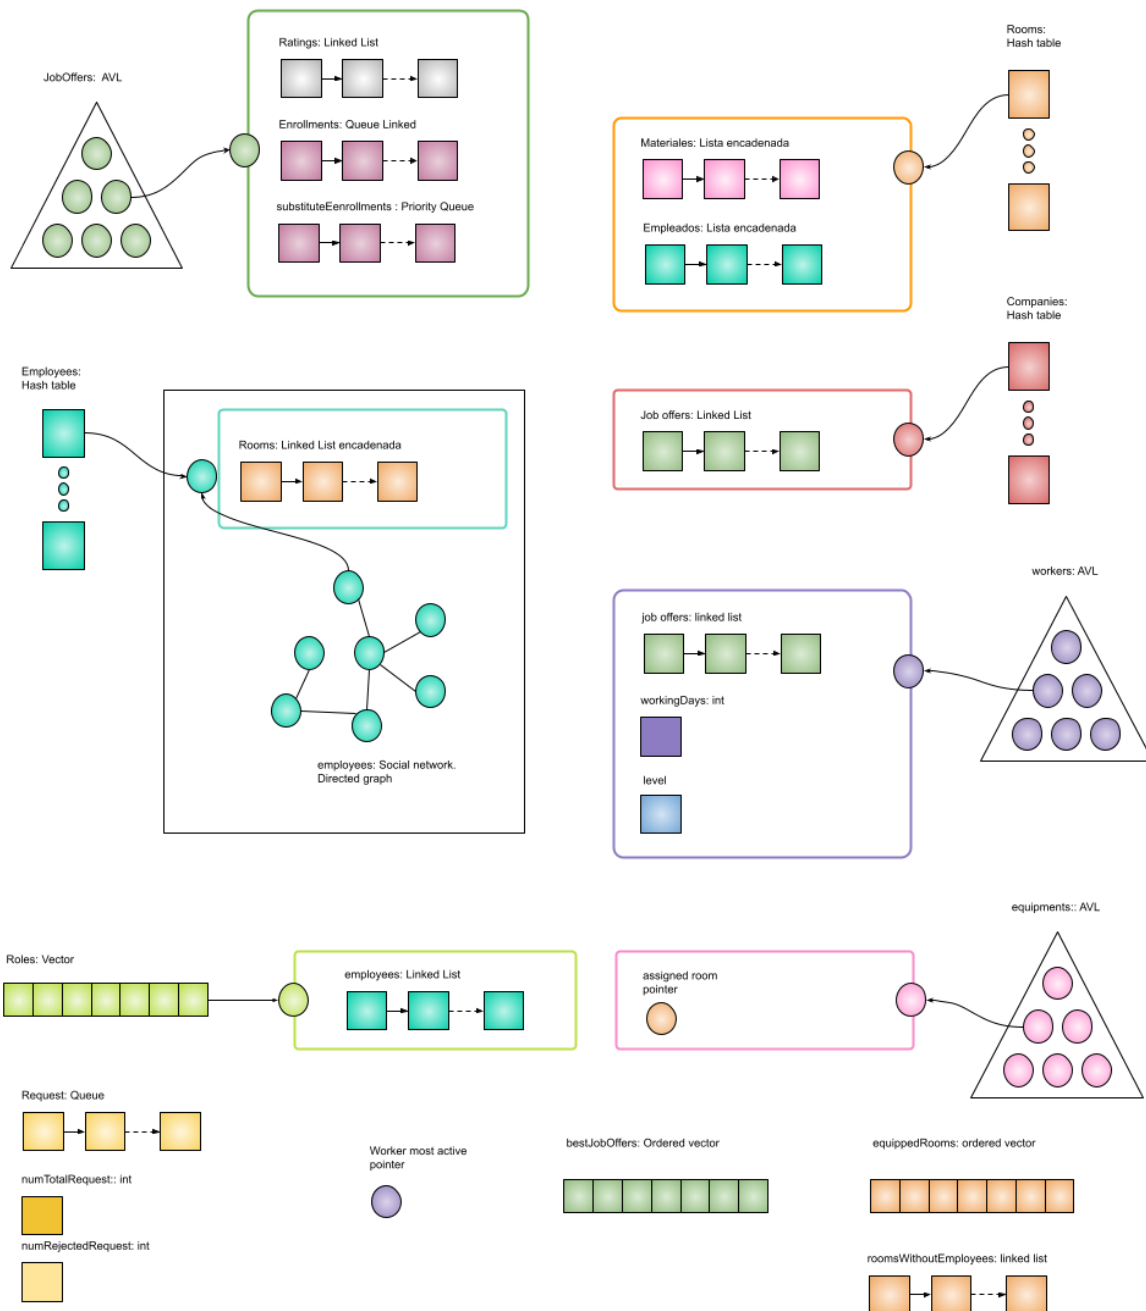 JobOffers:  AVL
Ratings: Linked List
Enrollments: Queue Linked
substituteEenrollments : Priority Queue
Rooms:
Hash table
Materiales: Lista encadenada
Empleados: Lista encadenada
Companies:
Hash table
Job offers: Linked List
Employees:
Hash table
Rooms: Linked List encadenada
employees: Social network.
Directed graph
workers: AVL
job offers: linked list
workingDays: int
level
equipments:: AVL
assigned room
pointer
Roles: Vector
employees: Linked List
Request: Queue
numTotalRequest:: int
numRejectedRequest: int
Worker most active
pointer
bestJobOffers: Ordered vector
equippedRooms: ordered vector
roomsWithoutEmployees: linked list